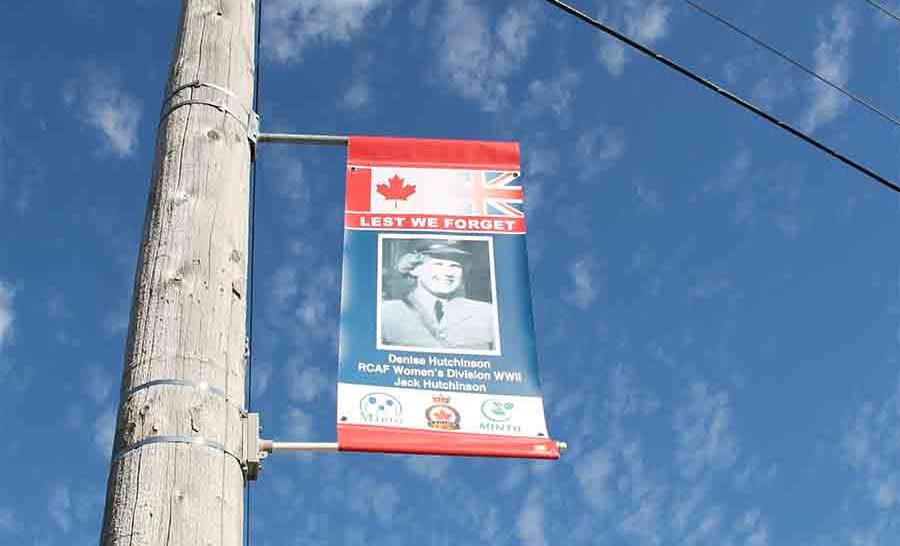 LEST WE FORGET
Denise Hutchinson
RCAF Women's Division WWII
Jack Hutchinson
MINTO
MINTO